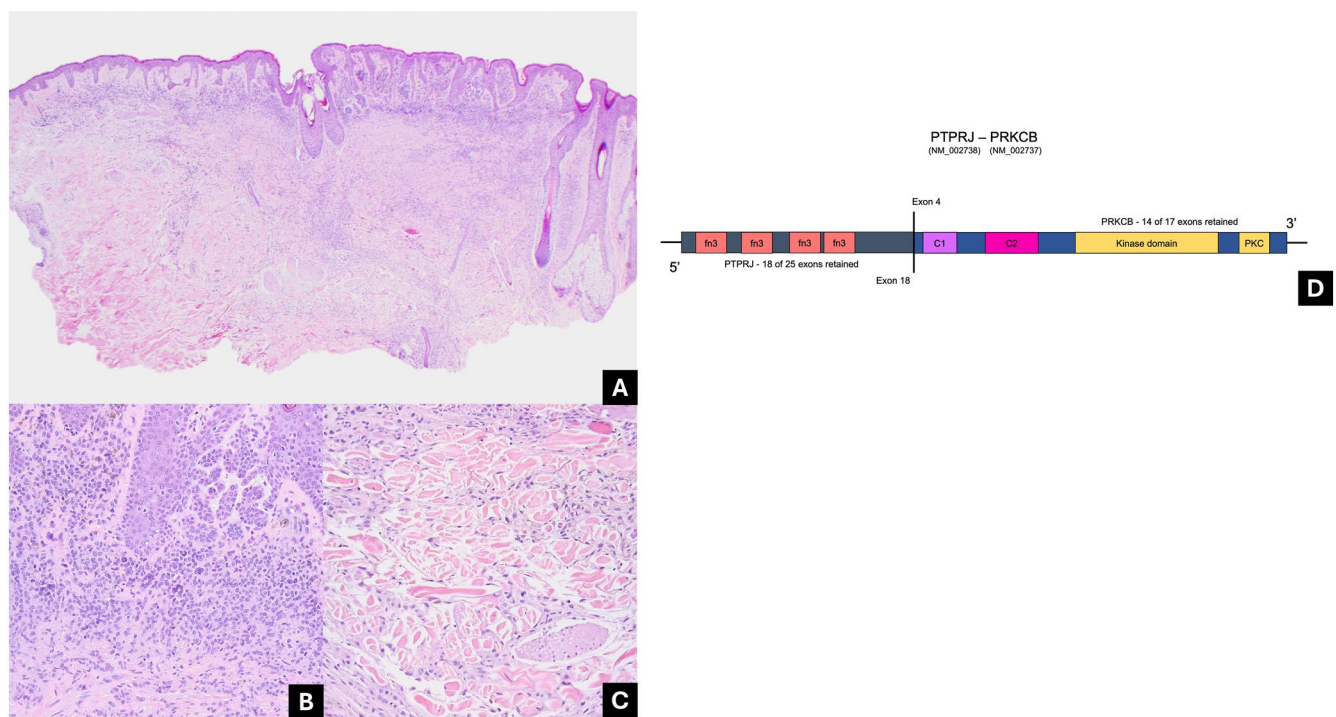 A
B
C
PTPRJ – PRKCB
(NM_002738) (NM_002737)
Exon 4
PRKCB - 14 of 17 exons retained
3’
fn3 fn3 fn3 fn3 C1 C2 Kinase domain PKC
5’
PTPRJ - 18 of 25 exons retained
Exon 18
D